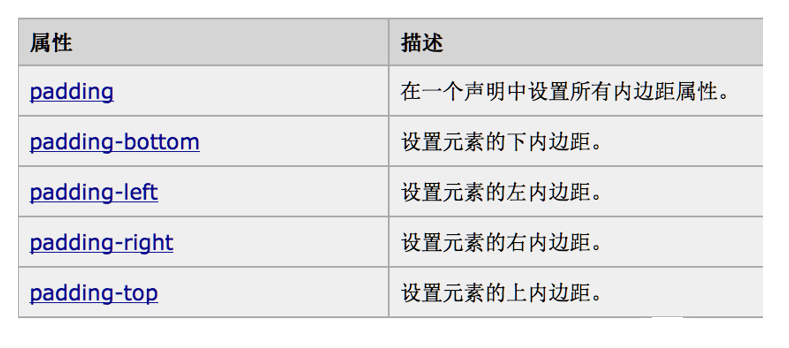 属性 描述
padding 在一个声明中设置所有内边距属性。
padding-bottom 设置元素的下内边距。
padding-left 设置元素的左内边距。
padding-right 设置元素的右内边距。
padding-top 设置元素的上内边距。